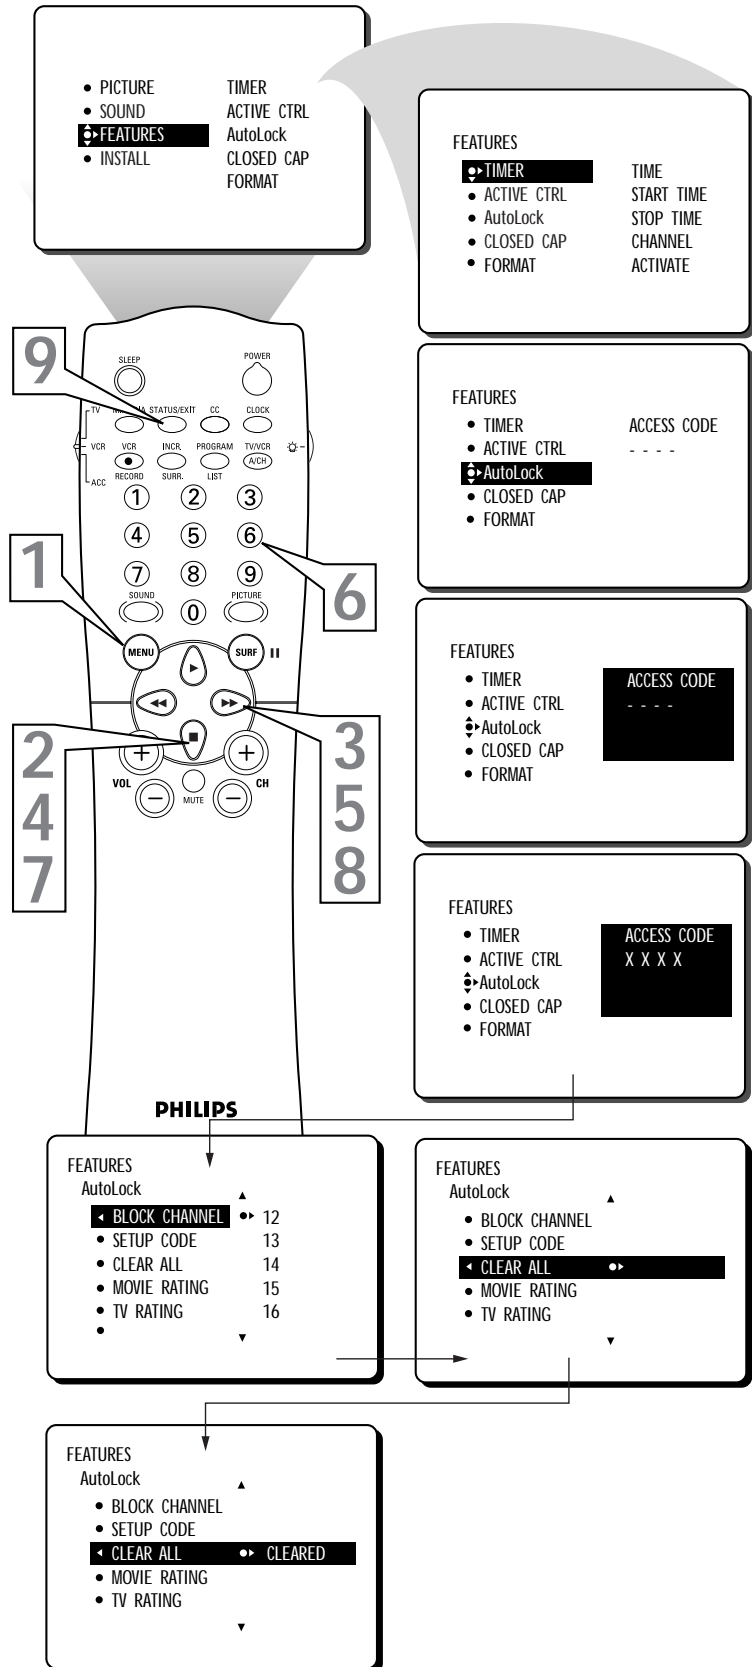 PICTURE TIMER
SOUND ACTIVE CTRL
FEATURES AutoLock
INSTALL CLOSED CAP
FORMAT
FEATURES
TIMER TIME
ACTIVE CTRL START TIME
AutoLock STOP TIME
CLOSED CAP CHANNEL
FORMAT ACTIVATE
FEATURES
TIMER ACCESS CODE
ACTIVE CTRL - - - -
AutoLock
CLOSED CAP
FORMAT
FEATURES
TIMER ACCESS CODE
ACTIVE CTRL - - - -
AutoLock
CLOSED CAP
FORMAT
FEATURES
TIMER ACCESS CODE
ACTIVE CTRL X X X X
AutoLock
CLOSED CAP
FORMAT
9
SLEEP POWER
TV STATUS/EXIT CC CLOCK
VCR VCR INCR. PROGRAM TV/VCR
A/CH
ACC RECORD SURR. LIST
1 2 3
4 5 6
7 8 9
SOUND 0 PICTURE
1
6
MENU SURF
2 3
4 5
7 8
+ +
VOL − MUTE − CH
PHILIPS
FEATURES
AutoLock
BLOCK CHANNEL 12
SETUP CODE 13
CLEAR ALL 14
MOVIE RATING 15
TV RATING 16
FEATURES
AutoLock
BLOCK CHANNEL
SETUP CODE
CLEAR ALL
MOVIE RATING
TV RATING
FEATURES
AutoLock
BLOCK CHANNEL
SETUP CODE
CLEAR ALL CLEARED
MOVIE RATING
TV RATING